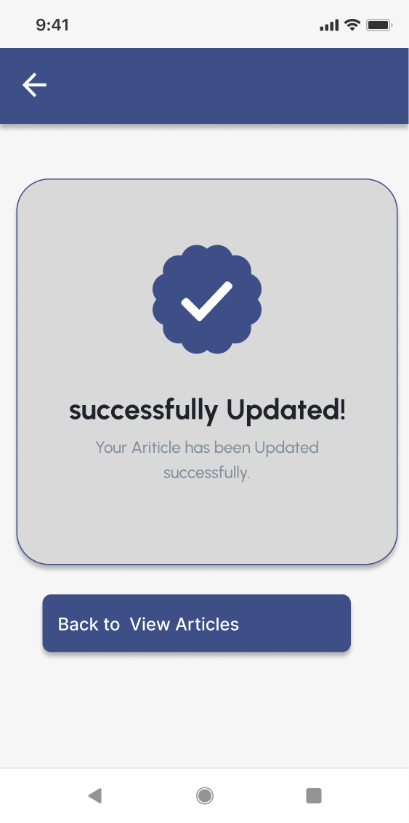 9:41
successfully Updated!
Your Ariticle has been Updated
successfully.
Back to  View Articles